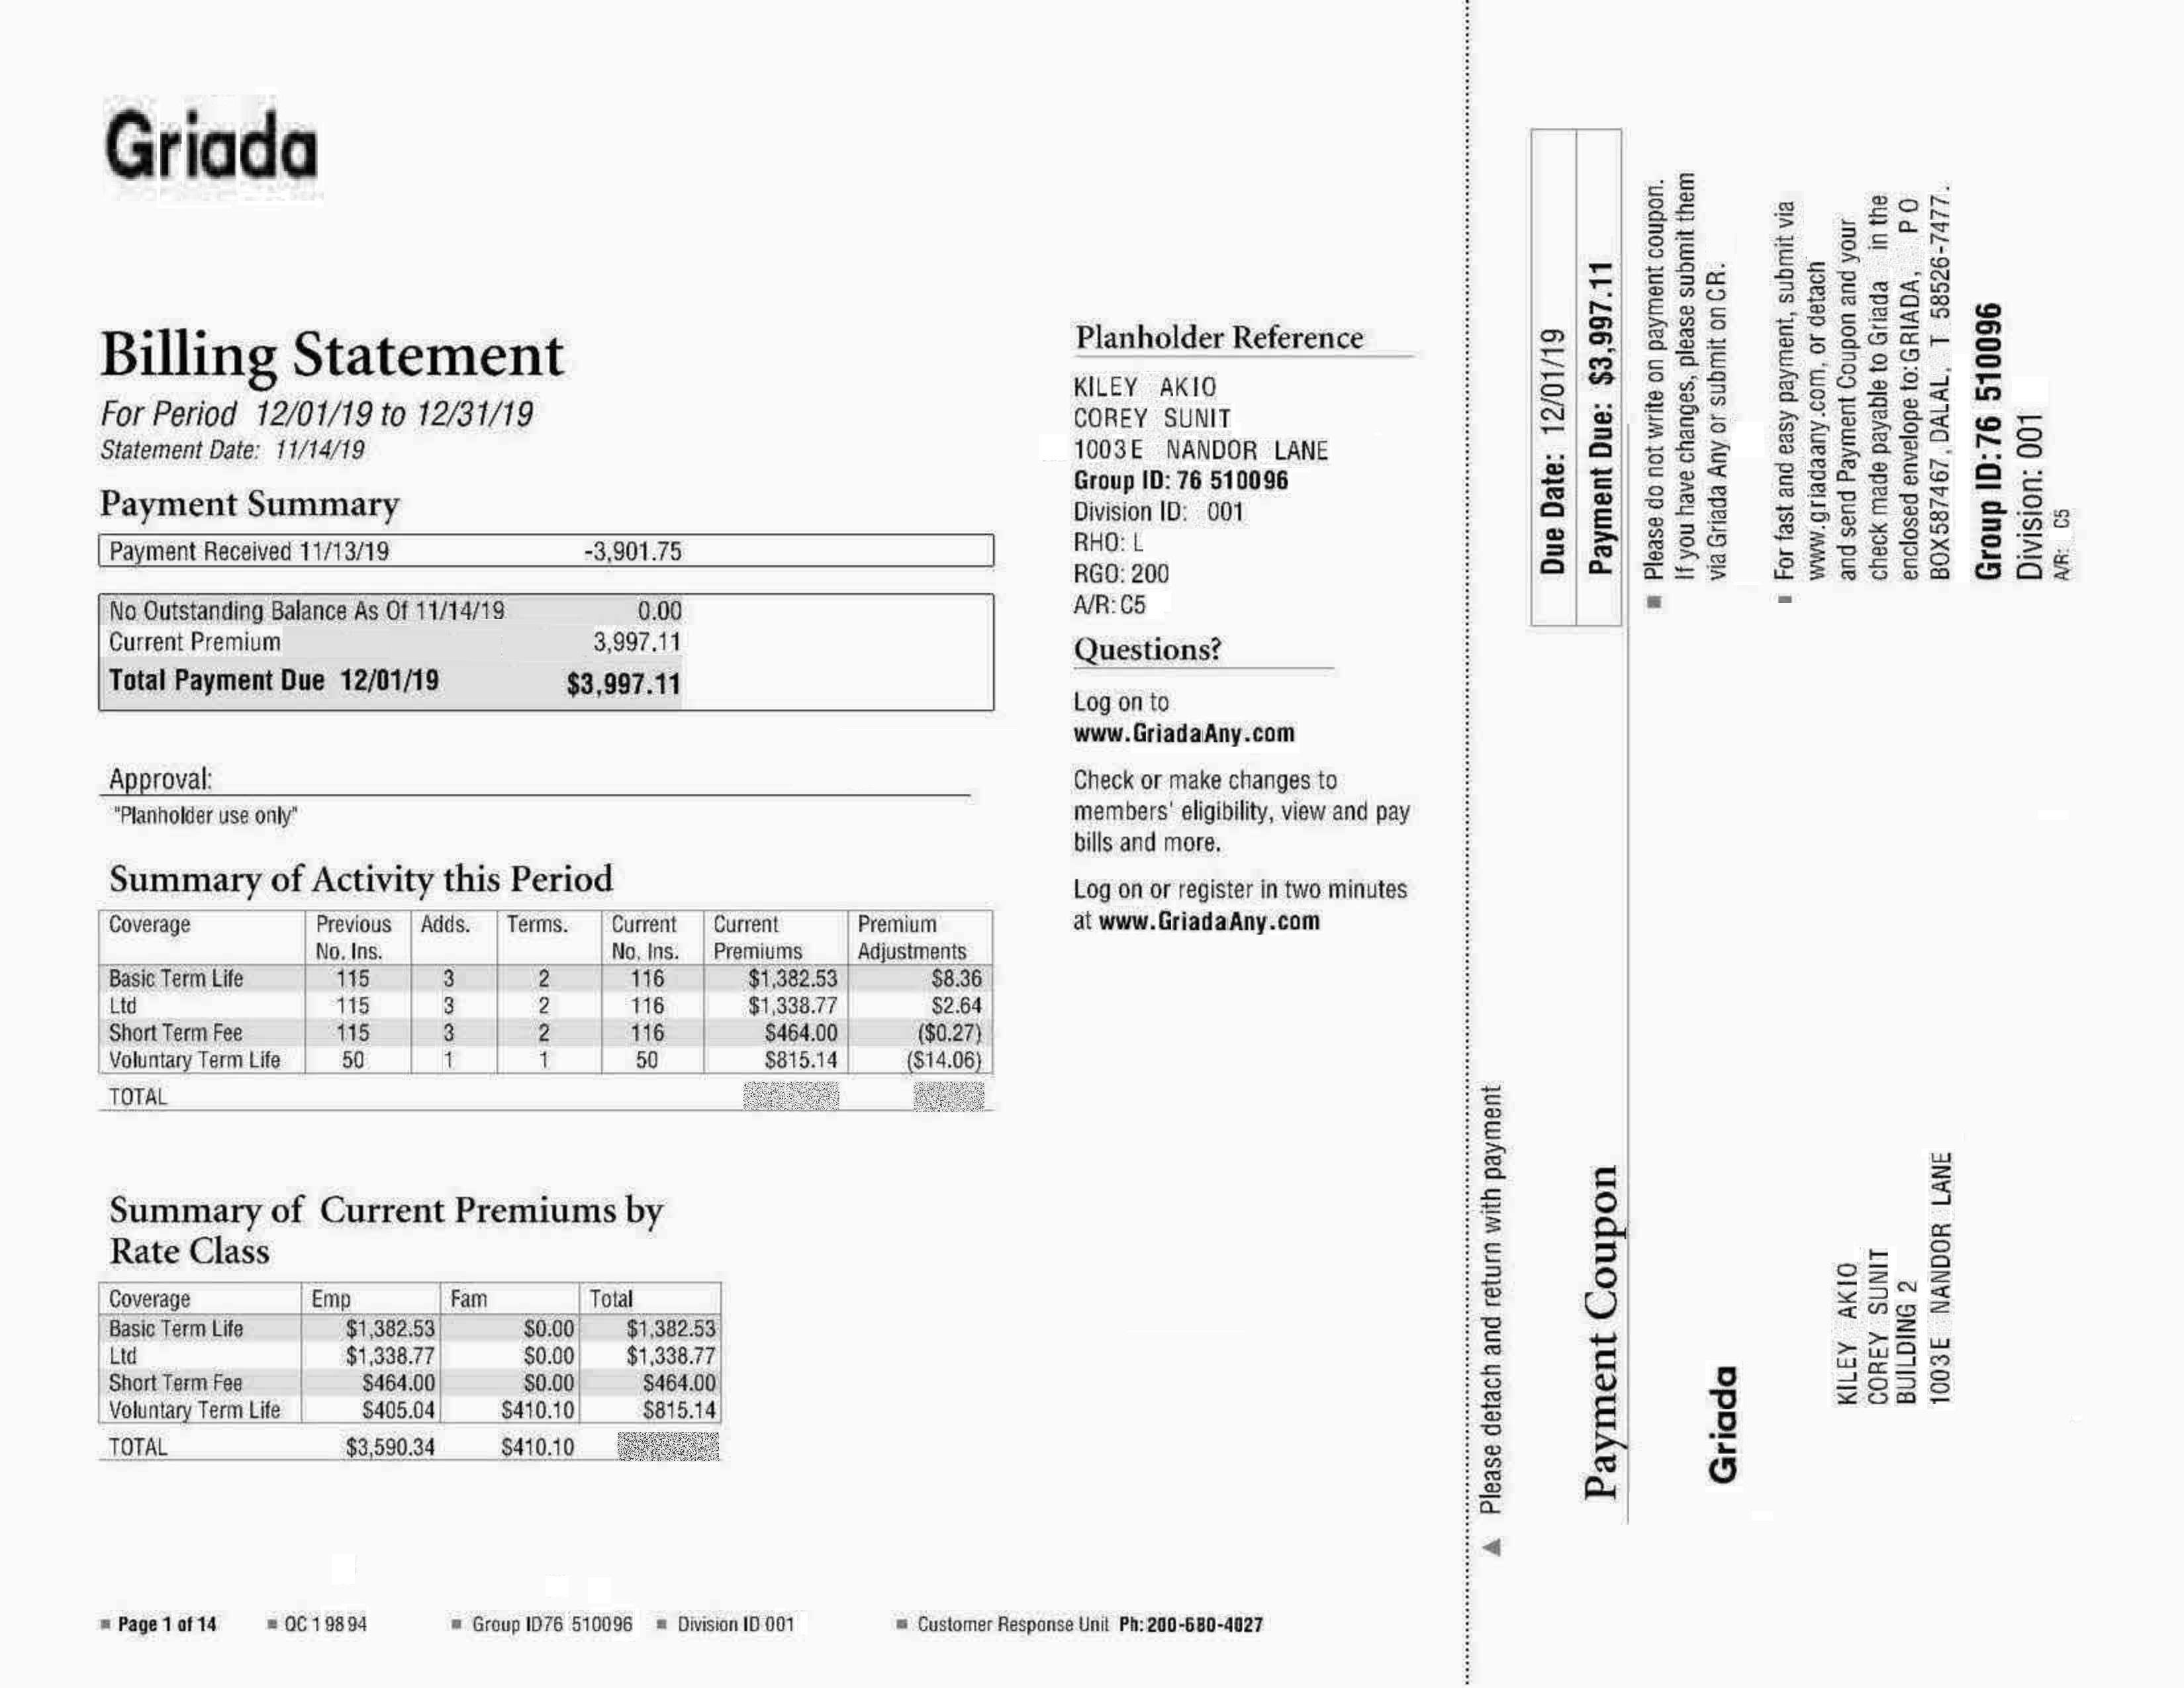 Griada
Billing Statement
For Period 12/01/19 to 12/31/19
Statement Date: 11/14/19
Payment Summary
Payment Received 11/13/19 -3,901.75
No Outstanding Balance As Of 11/14/19 0.00
Current Premium 3,997.11
Total Payment Due 12/01/19 $3,997.11
Approval:
"Planholder use only"
Summary of Activity this Period
Coverage Previous No. Ins. Adds. Terms. Current No. Ins. Current Premiums Premium Adjustments
Basic Term Life 115 3 2 116 $1,382.53 $8.36
Ltd 115 3 2 116 $1,338.77 $2.64
Short Term Fee 115 3 2 116 $464.00 ($0.27)
Voluntary Term Life 50 1 1 50 $815.14 ($14.06)
TOTAL
Summary of Current Premiums by
Rate Class
Coverage Emp Fam Total
Basic Term Life $1,382.53 $0.00 $1,382.53
Ltd $1,338.77 $0.00 $1,338.77
Short Term Fee $464.00 $0.00 $464.00
Voluntary Term Life $405.04 $410.10 $815.14
TOTAL $3,590.34 $410.10
Planholder Reference
KILEY AKIO
COREY SUNIT
1003E NANDOR LANE
Group ID: 76 510096
Division ID: 001
RHO: L
RGO: 200
A/R: C5
Questions?
Log on to
www.GriadaAny.com
Check or make changes to
members' eligibility, view and pay
bills and more.
Log on or register in two minutes
at www.GriadaAny.com
▲ Please detach and return with payment
Payment Coupon
Due Date: 12/01/19
Payment Due: $3,997.11
■ Please do not write on payment coupon.
If you have changes, please submit them
via Griada Any or submit on CR.
■ For fast and easy payment, submit via
www.griadaany.com, or detach
and send Payment Coupon and your
check made payable to Griada in the
enclosed envelope to: GRIADA, P O
BOX587467, DALAL, T 58526-7477.
Group ID: 76 510096
Division: 001
A/R: C5
Griada
KILEY AKIO
COREY SUNIT
BUILDING 2
1003E NANDOR LANE
■ Page 1 of 14 ■ QC 1 98 94 ■ Group ID76 510096 ■ Division ID 001 ■ Customer Response Unit Ph: 200-680-4027